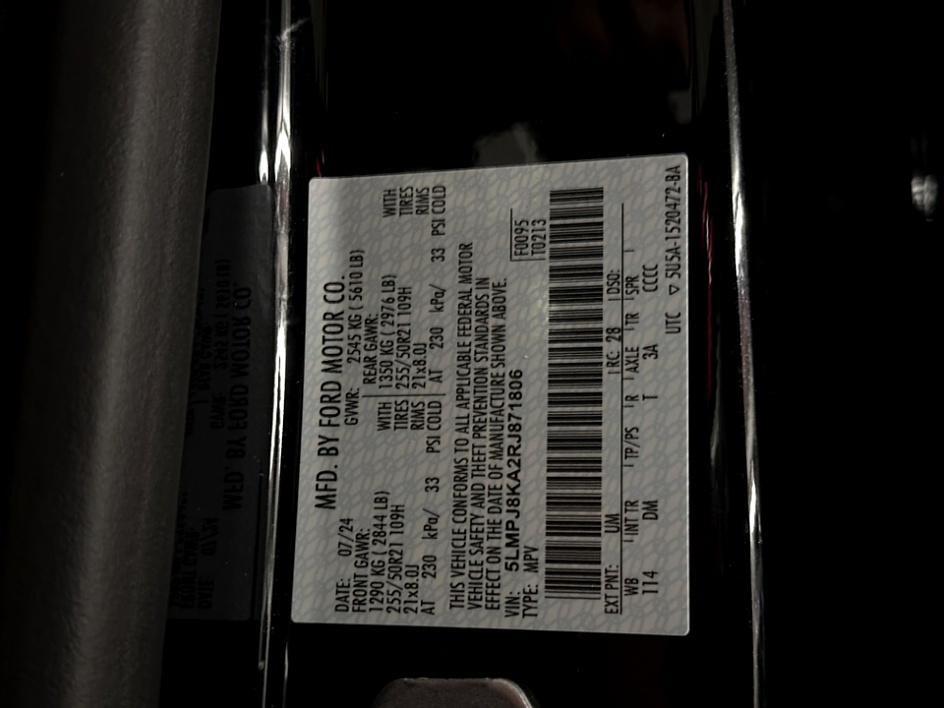 MFD. BY FORD MOTOR CO.
DATE: 07/24 GVWR: 2545 KG ( 5610 LB)
FRONT GAWR: REAR GAWR:
1290 KG ( 2844 LB) WITH 1350 KG ( 2976 LB) WITH
255/50R21 109H TIRES 255/50R21 109H TIRES
21x8.0J RIMS 21x8.0J RIMS
AT 230 kPa/ 33 PSI COLD AT 230 kPa/ 33 PSI COLD
THIS VEHICLE CONFORMS TO ALL APPLICABLE FEDERAL MOTOR
VEHICLE SAFETY AND THEFT PREVENTION STANDARDS IN
EFFECT ON THE DATE OF MANUFACTURE SHOWN ABOVE.
VIN: 5LMPJ8KA2RJ871806 F0095
TYPE: MPV T0213
EXT PNT: UM RC: 28 DSO:
WB INT TR TP/PS R AXLE TR SPR
114 DM T 3A CCCC
UTC ▽ 5U5A-1520472-BA